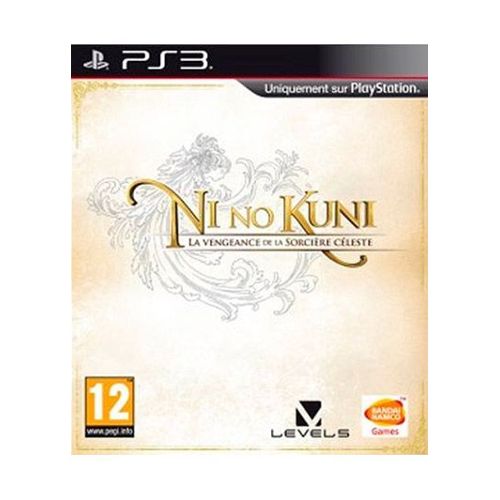 PS3
Uniquement sur PlayStation.
NI NO KUNI
LA VENGEANCE DE LA SORCIÈRE CÉLESTE
12
www.pegi.info
LEVEL5
BANDAI
NAMCO
Games